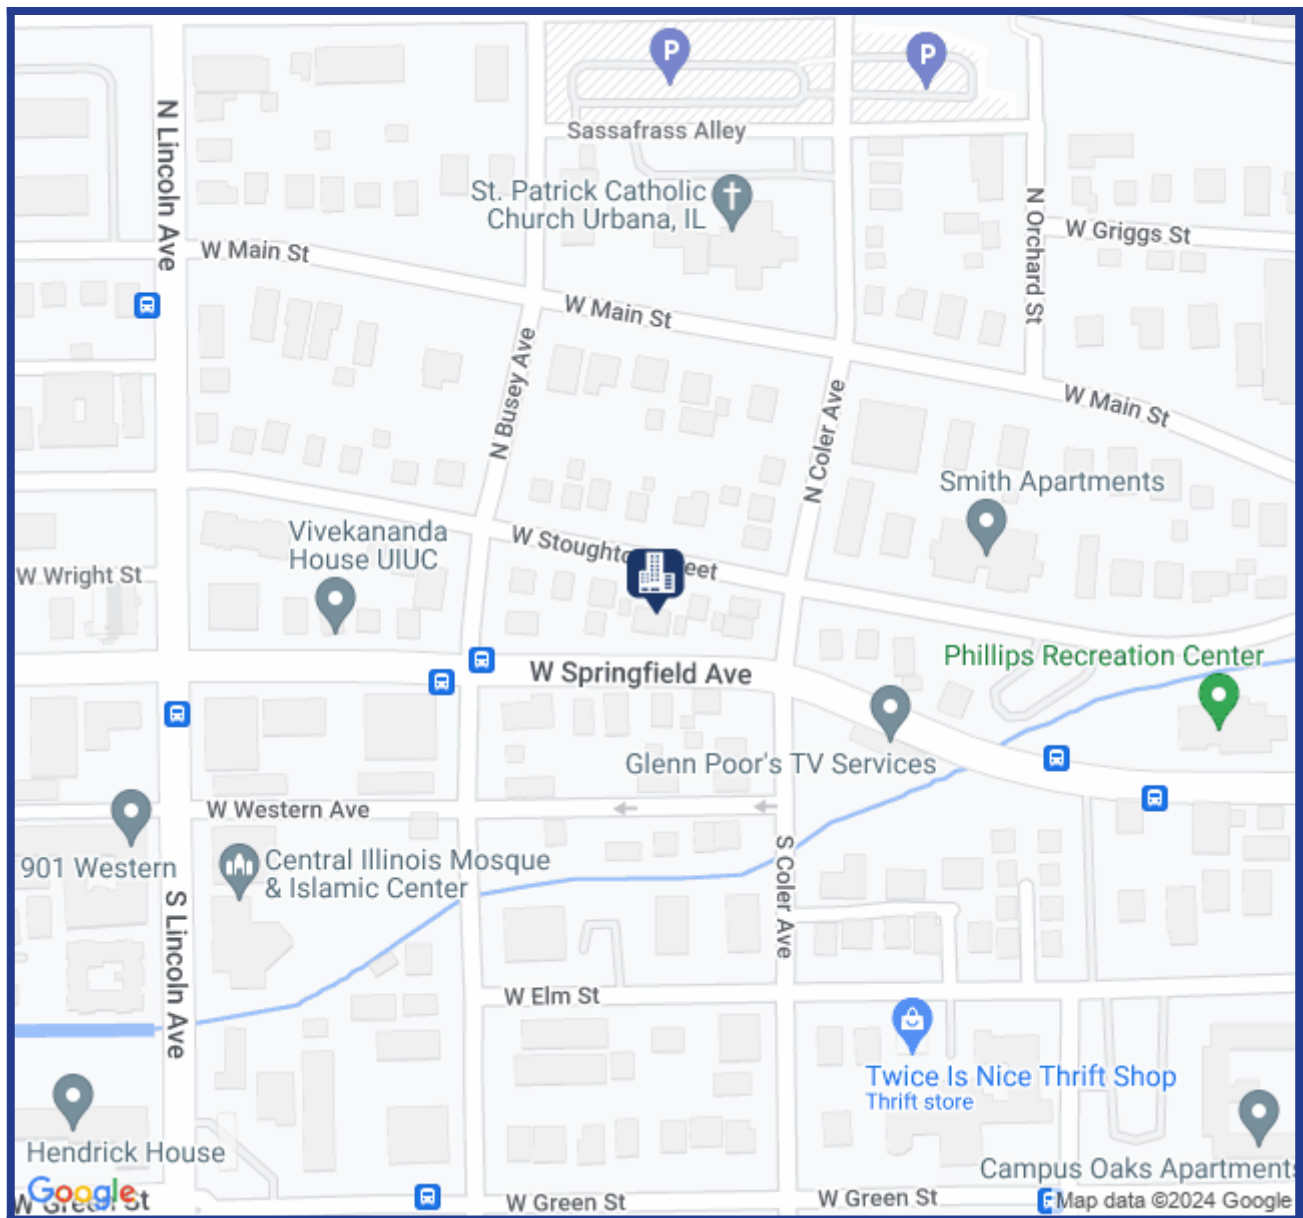 P
P
Sassafrass Alley
N Lincoln Ave
St. Patrick Catholic
Church Urbana, IL
N Orchard St
W Griggs St
W Main St
W Main St
N Busey Ave
N Coler Ave
W Main St
Smith Apartments
Vivekananda
House UIUC
W Wright St
Phillips Recreation Center
W Springfield Ave
Glenn Poor's TV Services
W Western Ave
901 Western
Central Illinois Mosque
& Islamic Center
S Coler Ave
S Lincoln Ave
W Elm St
Twice Is Nice Thrift Shop
Thrift store
Hendrick House
Campus Oaks Apartments
Google
W Green St
W Green St
Map data ©2024 Google